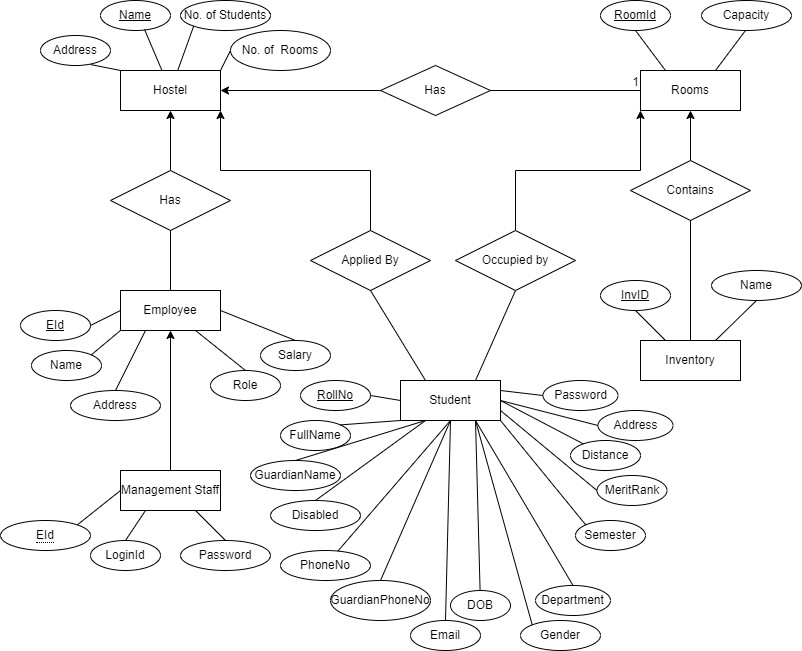 Name
No. of Students
RoomId
Capacity
Address
No. of  Rooms
1
Hostel
Has
Rooms
Has
Contains
Applied By
Occupied by
InvID
Name
Employee
EId
Name
Address
Role
Salary
Inventory
RollNo
Student
Password
FullName
Address
GuardianName
Distance
Disabled
MeritRank
Management Staff
EId
LoginId
Password
Semester
PhoneNo
GuardianPhoneNo
DOB
Department
Email
Gender